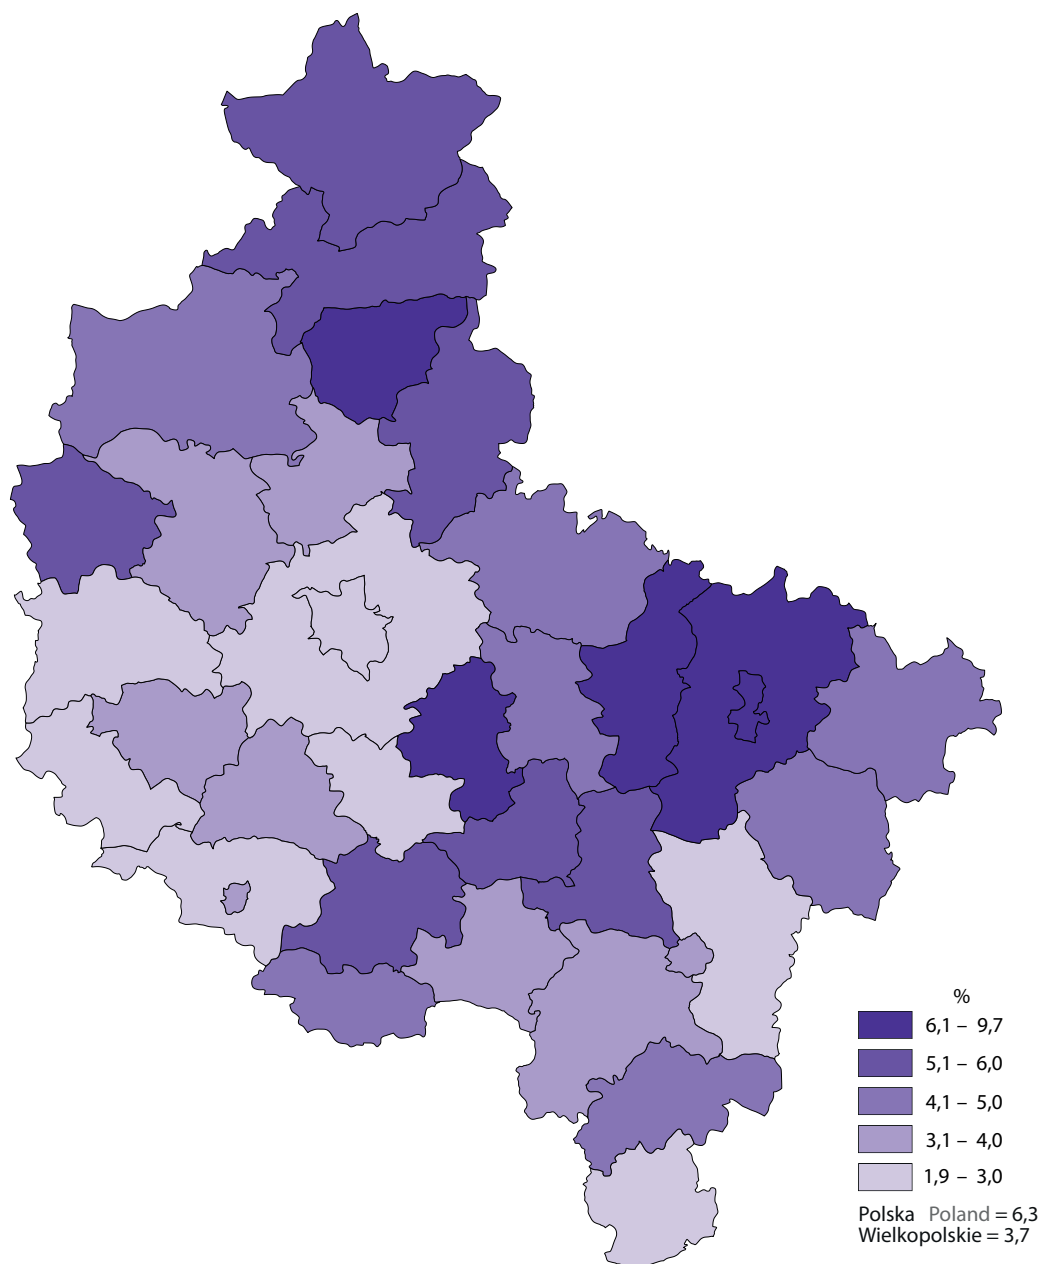 %
6,1 – 9,7
5,1 – 6,0
4,1 – 5,0
3,1 – 4,0
1,9 – 3,0
Polska Poland = 6,3
Wielkopolskie = 3,7